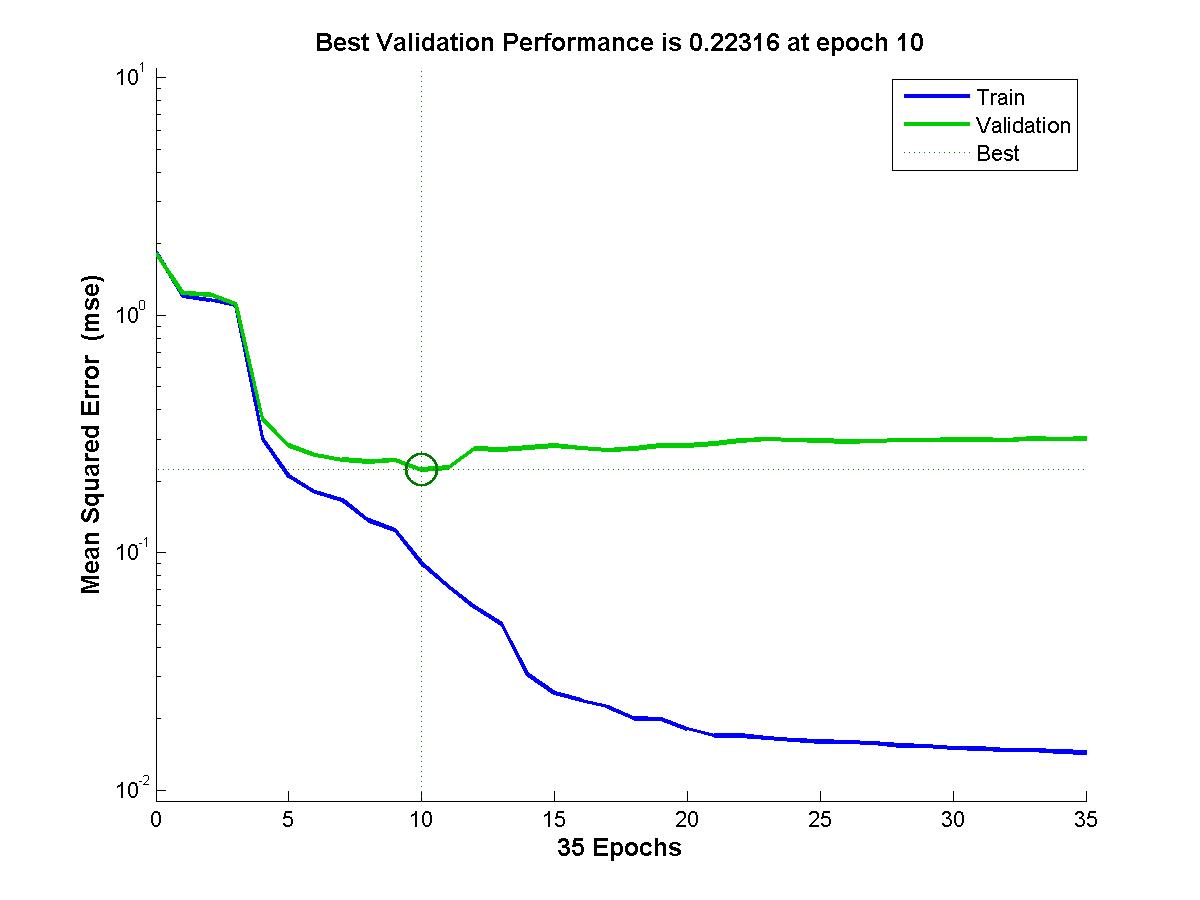 Best Validation Performance is 0.22316 at epoch 10
Train
Validation
Best
Mean Squared Error (mse)
10^1
10^0
10^-1
10^-2
0 5 10 15 20 25 30 35
35 Epochs